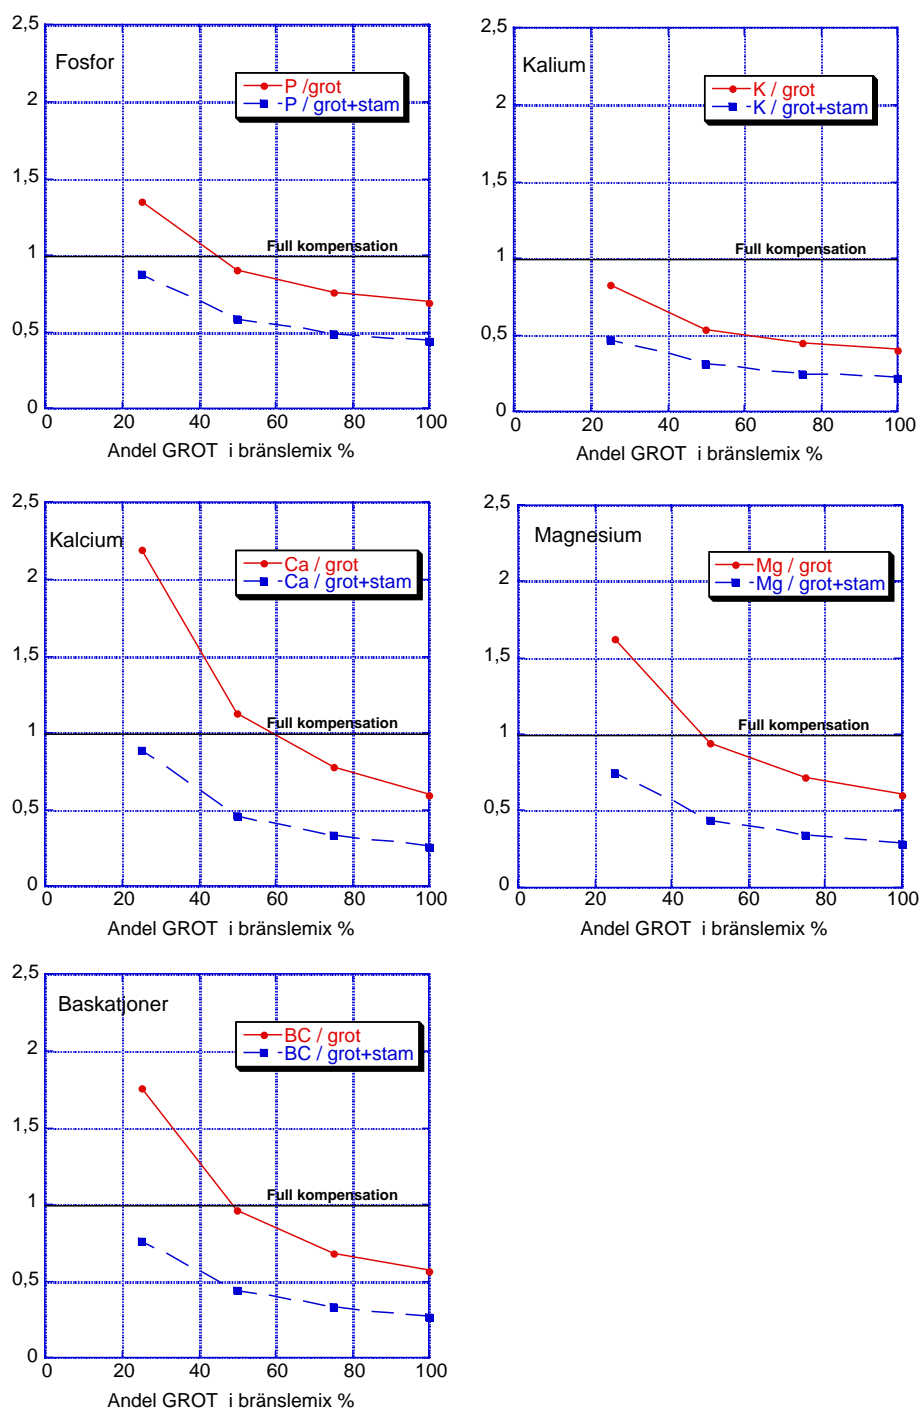 Fosfor
P /grot
P / grot+stam
Full kompensation
2,5
2
1,5
1
0,5
0
0 20 40 60 80 100
Andel GROT i bränslemix %
Kalium
K / grot
K / grot+stam
Full kompensation
2,5
2
1,5
1
0,5
0
0 20 40 60 80 100
Andel GROT i bränslemix %
Kalcium
Ca / grot
Ca / grot+stam
Full kompensation
2,5
2
1,5
1
0,5
0
0 20 40 60 80 100
Andel GROT i bränslemix %
Magnesium
Mg / grot
Mg / grot+stam
Full kompensation
2,5
2
1,5
1
0,5
0
0 20 40 60 80 100
Andel GROT i bränslemix %
Baskatjoner
BC / grot
BC / grot+stam
Full kompensation
2,5
2
1,5
1
0,5
0
0 20 40 60 80 100
Andel GROT i bränslemix %